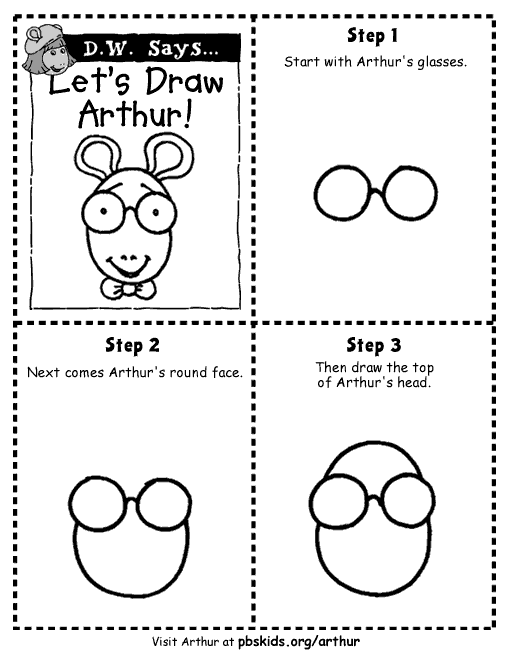 D.W. Says...
Let's Draw
Arthur!
Step 1
Start with Arthur's glasses.
Step 2
Next comes Arthur's round face.
Step 3
Then draw the top
of Arthur's head.
Visit Arthur at pbskids.org/arthur